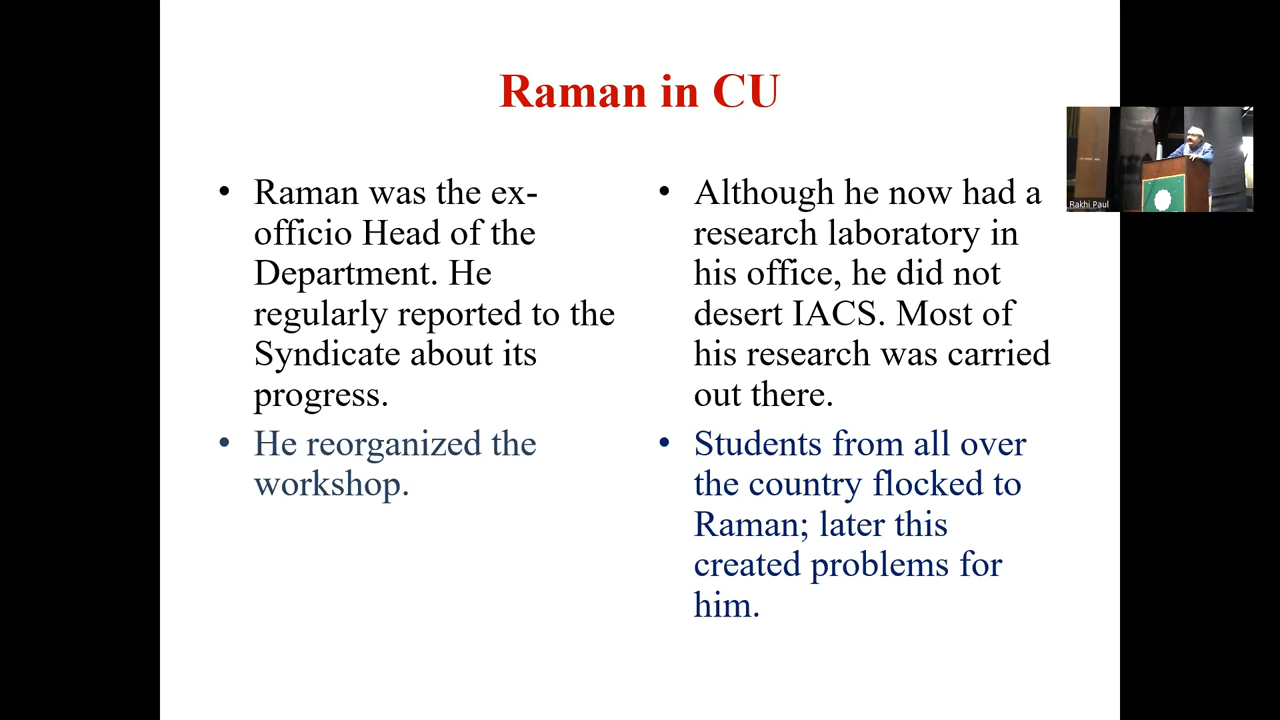 Raman in CU
• Raman was the ex-
officio Head of the
Department. He
regularly reported to the
Syndicate about its
progress.
• He reorganized the
workshop.
• Although he now had a
research laboratory in
his office, he did not
desert IACS. Most of
his research was carried
out there.
• Students from all over
the country flocked to
Raman; later this
created problems for
him.
Rakhi Paul